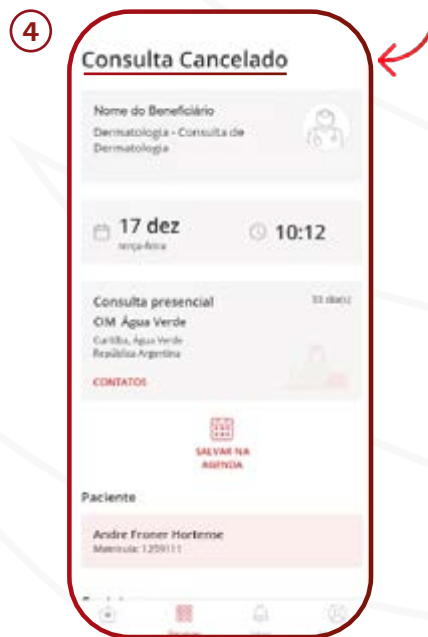 4
Consulta Cancelado
Nome do Beneficiário
Dermatologia - Consulta de
Dermatologia
17 dez
terça-feira
10:12
Consulta presencial
CIM Água Verde
Curitiba, Água Verde
República Argentina
CONTATOS
SALVAR NA
AGENDA
Paciente
Andre Froner Hortense
Matrícula: 1259111